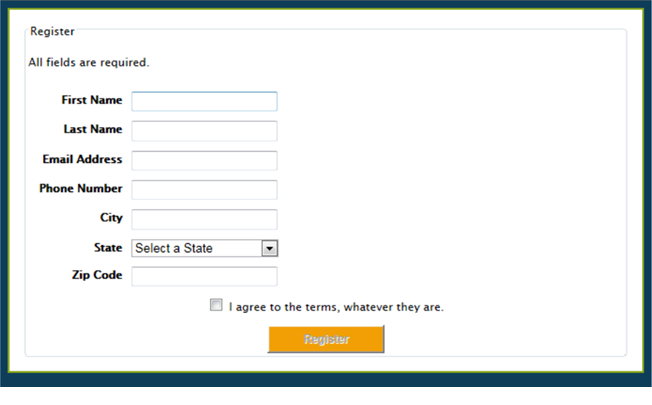 Register
All fields are required.
First Name
Last Name
Email Address
Phone Number
City
State Select a State
Zip Code
I agree to the terms, whatever they are.
Register